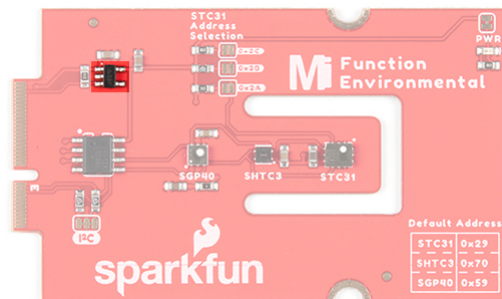 STC31
Address
Selection
PWR
0x2C
0x2B
0x2A
Mi Function
Environmental
SGP40
SHTC3
STC31
E
I²C
sparkfun
Default Address
STC31 0x29
SHTC3 0x70
SGP40 0x59